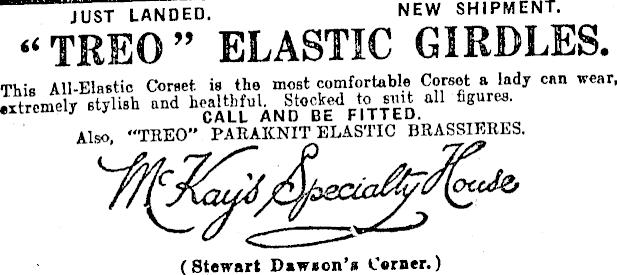 JUST LANDED. NEW SHIPMENT.
"TREO" ELASTIC GIRDLES.
This All-Elastic Corset is the most comfortable Corset a lady can wear,
extremely stylish and healthful. Stocked to suit all figures.
CALL AND BE FITTED.
Also, "TREO" PARAKNIT ELASTIC BRASSIERES.
McKay's Specialty House
(Stewart Dawson's Corner.)